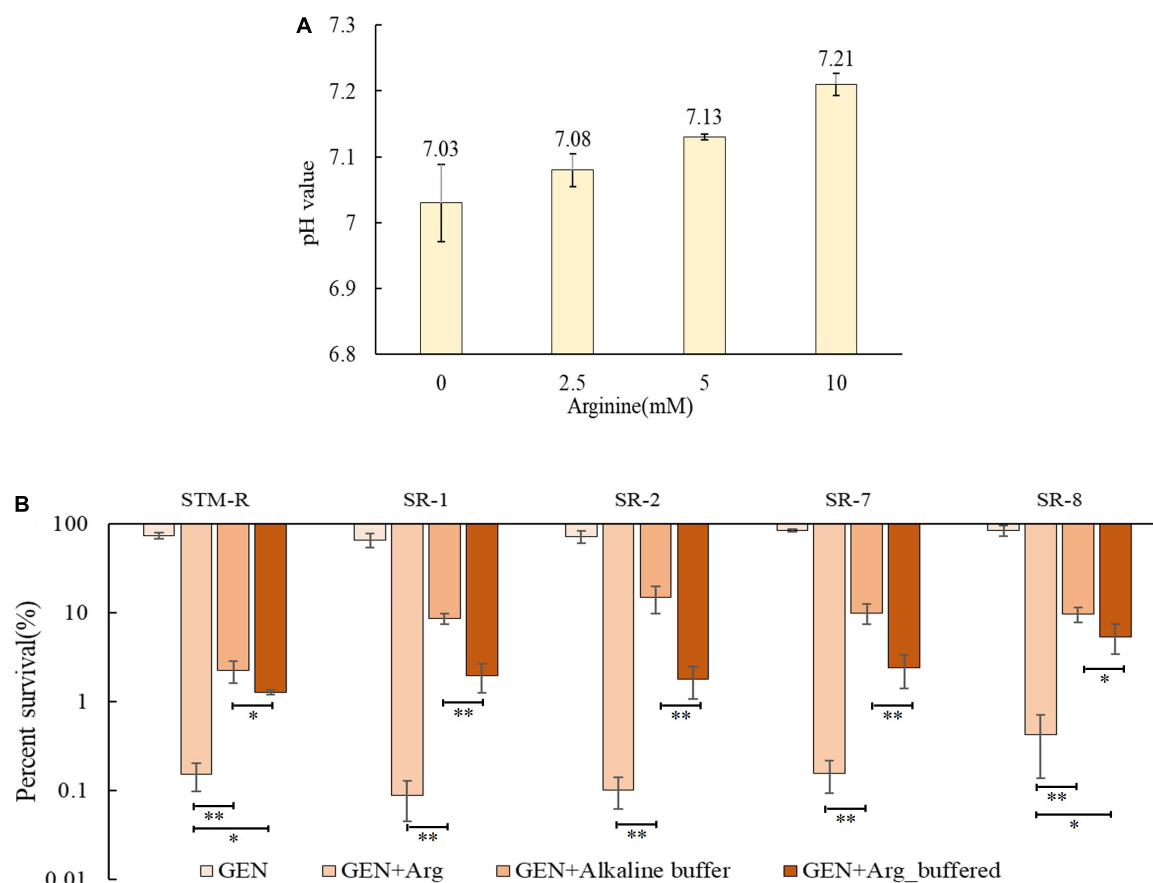 A
7.3
7.2
7.1
7
6.9
6.8
pH value
7.03
7.08
7.13
7.21
0 2.5 5 10
Arginine(mM)
B
STM-R SR-1 SR-2 SR-7 SR-8
100
10
1
0.1
0.01
Percent survival(%)
* ** ** ** *
** ** ** ** **
* *
GEN GEN+Arg GEN+Alkaline buffer GEN+Arg_buffered